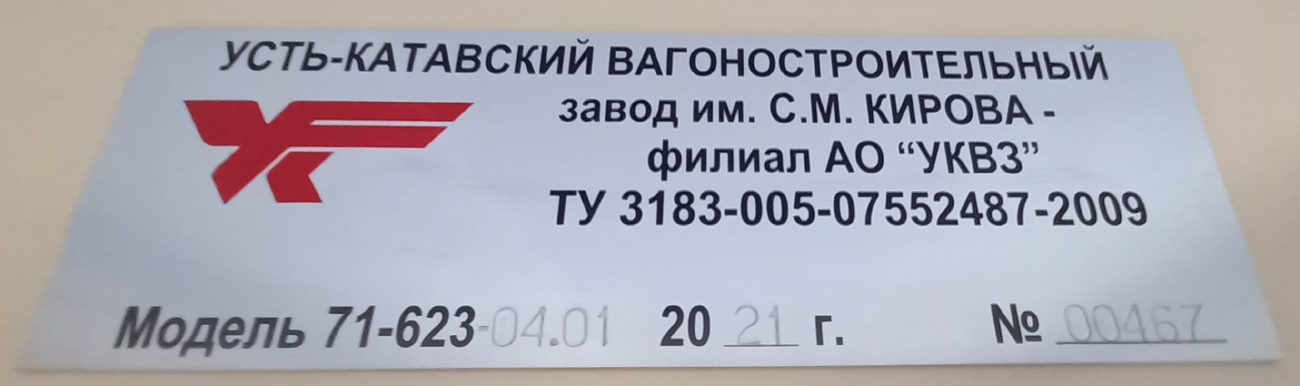 УСТЬ-КАТАВСКИЙ ВАГОНОСТРОИТЕЛЬНЫЙ
завод им. С.М. КИРОВА -
филиал АО “УКВЗ”
ТУ 3183-005-07552487-2009
Модель 71-623-04.01 20 21 г. № 00467